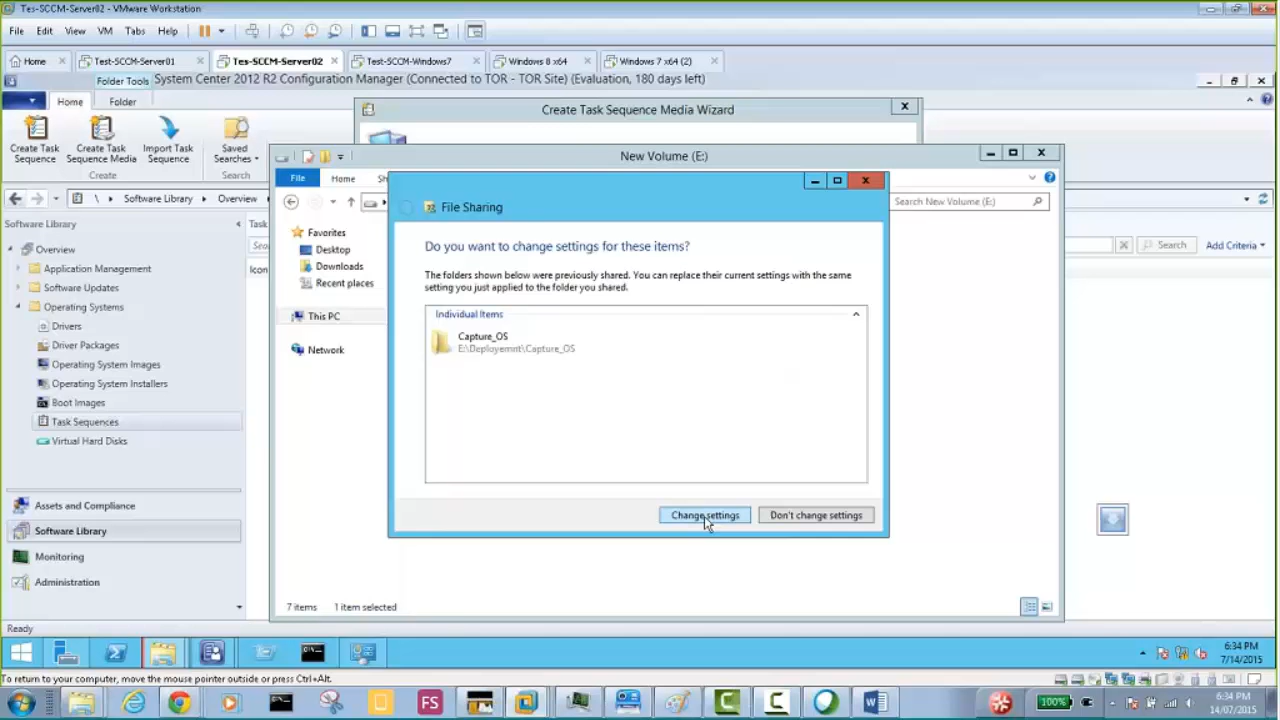 Tes-SCCM-Server02 - VMware Workstation
File Edit View VM Tabs Help
Home Test-SCCM-Server01 Tes-SCCM-Server02 Test-SCCM-Windows7 Windows 8 x64 Windows 7 x64 (2)
Folder Tools System Center 2012 R2 Configuration Manager (Connected to TOR - TOR Site) (Evaluation, 180 days left)
Home Folder
Create Task Sequence
Create Task Sequence Media
Import Task Sequence
Saved Searches
Create
Search
Create Task Sequence Media Wizard
New Volume (E:)
File Home Sh
\ Software Library Overview
Search New Volume (E:)
Software Library
Task
Overview
Application Management
Software Updates
Operating Systems
Drivers
Driver Packages
Operating System Images
Operating System Installers
Boot Images
Task Sequences
Virtual Hard Disks
Assets and Compliance
Software Library
Monitoring
Administration
Sea
Icon
Search
Add Criteria
Favorites
Desktop
Downloads
Recent places
This PC
Network
File Sharing
Do you want to change settings for these items?
The folders shown below were previously shared. You can replace their current settings with the same
setting you just applied to the folder you shared.
Individual Items
Capture_OS
E:\Deployemnt\Capture_OS
Change settings Don't change settings
7 items 1 item selected
Ready
6:34 PM
7/14/2015
To return to your computer, move the mouse pointer outside or press Ctrl+Alt.
FS
100%
6:34 PM
14/07/2015